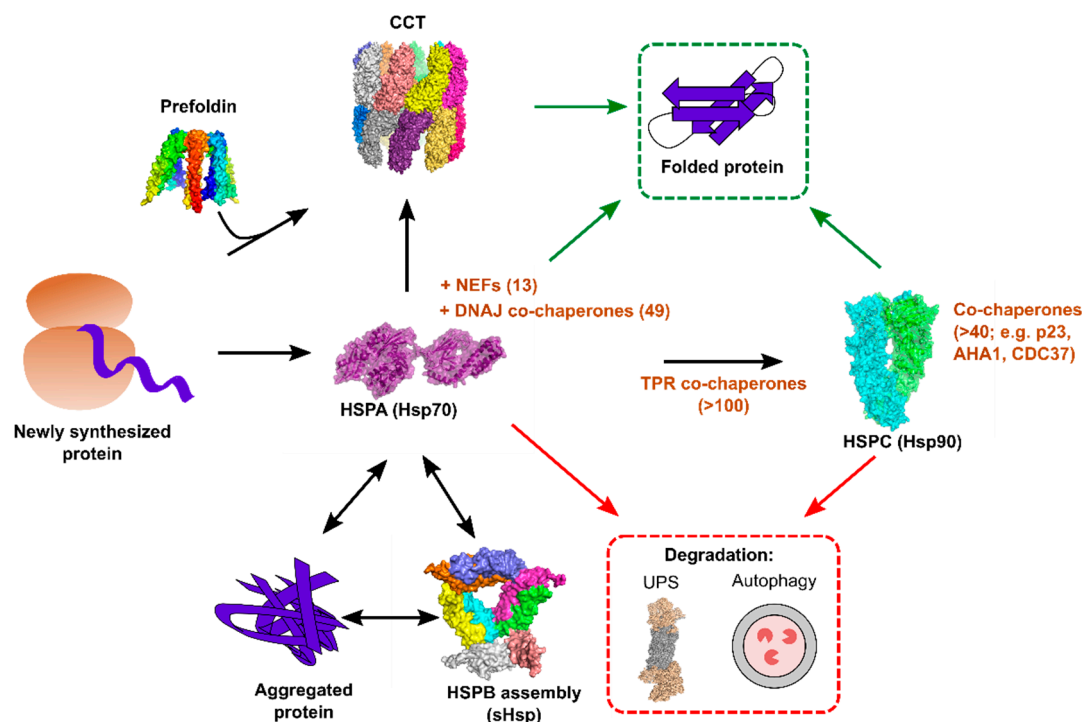 CCT
Prefoldin
Folded protein
+ NEFs (13)
+ DNAJ co-chaperones (49)
Co-chaperones
(>40; e.g. p23,
AHA1, CDC37)
TPR co-chaperones
(>100)
HSPA (Hsp70)
Newly synthesized
protein
HSPC (Hsp90)
Degradation:
UPS
Autophagy
Aggregated
protein
HSPB assembly
(sHsp)